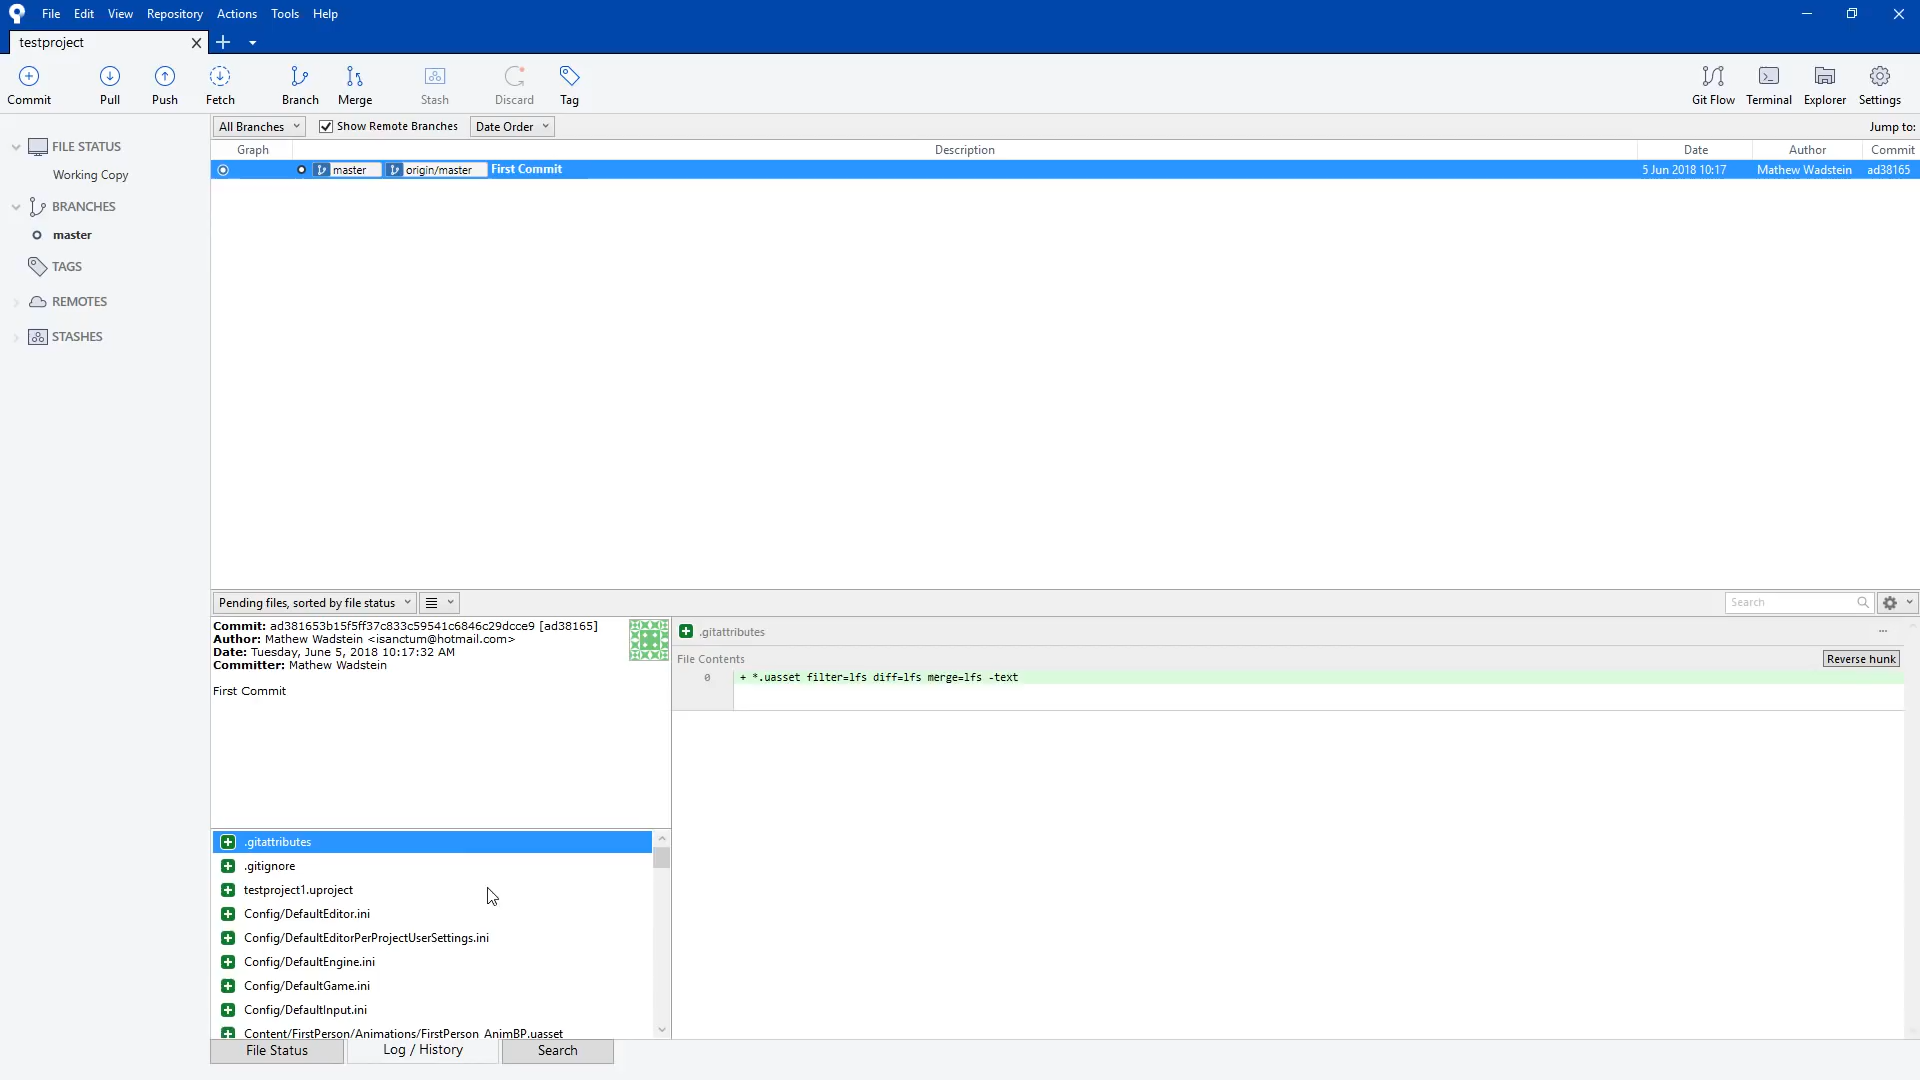 File Edit View Repository Actions Tools Help
testproject
Commit Pull Push Fetch Branch Merge Stash Discard Tag Git Flow Terminal Explorer Settings
All Branches Show Remote Branches Date Order Jump to:
Graph Description Date Author Commit
master origin/master First Commit 5 Jun 2018 10:17 Mathew Wadstein ad38165
FILE STATUS
Working Copy
BRANCHES
master
TAGS
REMOTES
STASHES
Pending files, sorted by file status Search
Commit: ad381653b15f5ff37c833c59541c6846c29dcce9 [ad38165]
Author: Mathew Wadstein <isanctum@hotmail.com>
Date: Tuesday, June 5, 2018 10:17:32 AM
Committer: Mathew Wadstein
First Commit
.gitattributes
File Contents Reverse hunk
0 + *.uasset filter=lfs diff=lfs merge=lfs -text
.gitattributes
.gitignore
testproject1.uproject
Config/DefaultEditor.ini
Config/DefaultEditorPerProjectUserSettings.ini
Config/DefaultEngine.ini
Config/DefaultGame.ini
Config/DefaultInput.ini
Content/FirstPerson/Animations/FirstPerson_AnimBP.uasset
File Status Log / History Search